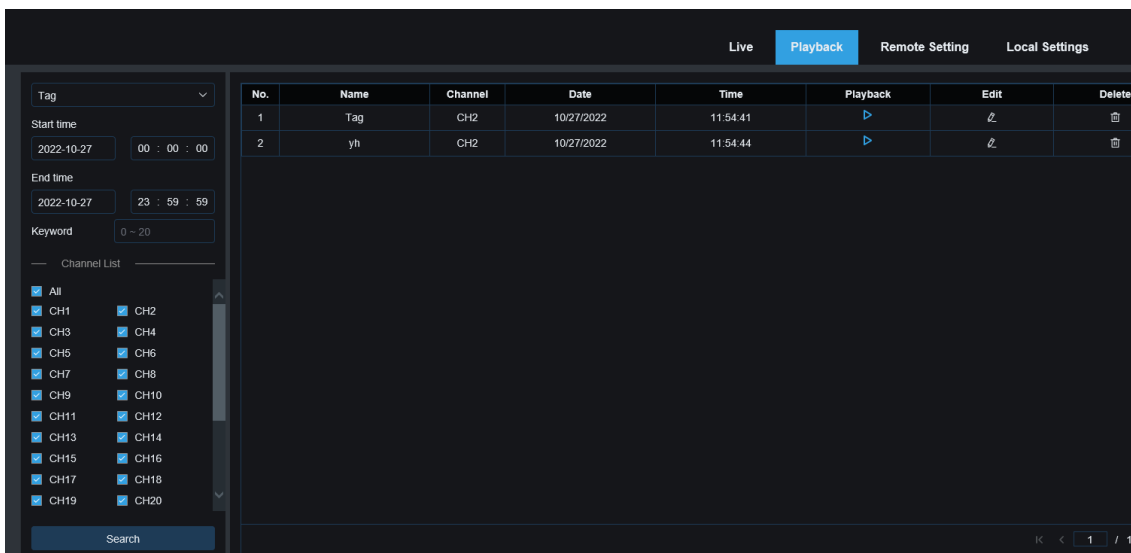 Live Playback Remote Setting Local Settings
Tag
Start time
2022-10-27 00 : 00 : 00
End time
2022-10-27 23 : 59 : 59
Keyword 0 ~ 20
Channel List
All
CH1 CH2
CH3 CH4
CH5 CH6
CH7 CH8
CH9 CH10
CH11 CH12
CH13 CH14
CH15 CH16
CH17 CH18
CH19 CH20
Search
No. Name Channel Date Time Playback Edit Delete
1 Tag CH2 10/27/2022 11:54:41
2 yh CH2 10/27/2022 11:54:44
1 / 1